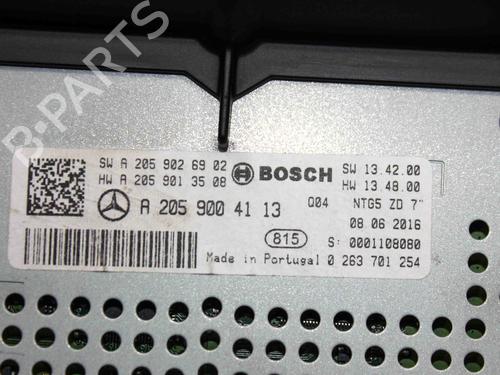 B-PARTS
SW A 205 902 69 02
HW A 205 901 35 08
BOSCH
SW 13.42.00
HW 13.48.00
A 205 900 41 13
Q04
NTG5 ZD 7"
08 06 2016
815
S: 0001108080
Made in Portugal 0 263 701 254